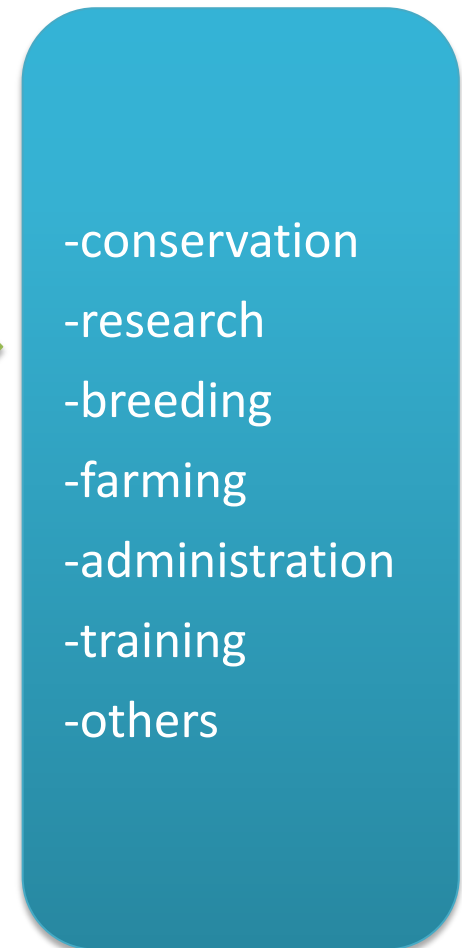 -conservation
-research
-breeding
-farming
-administration
-training
-others